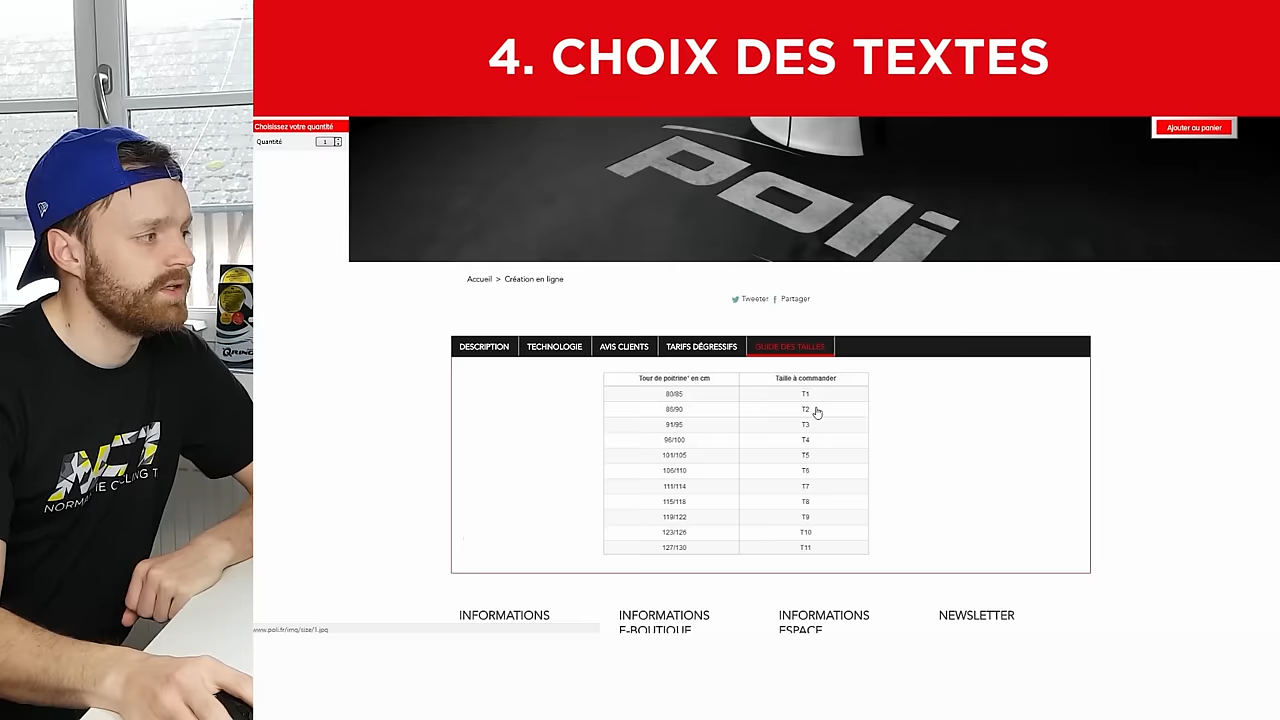 4. CHOIX DES TEXTES
Choisissez votre quantité
Ajouter au panier
Quantité 1
poli
Accueil > Création en ligne
Tweeter Partager
DESCRIPTION TECHNOLOGIE AVIS CLIENTS TARIFS DÉGRESSIFS GUIDE DES TAILLES
Tour de poitrine* en cm Taille à commander
80/85 T1
86/90 T2
91/95 T3
96/100 T4
101/105 T5
106/110 T6
111/114 T7
115/118 T8
119/122 T9
123/126 T10
127/130 T11
INFORMATIONS INFORMATIONS INFORMATIONS NEWSLETTER
E-BOUTIQUE ESPACE
www.poli.fr/img/size/1.jpg